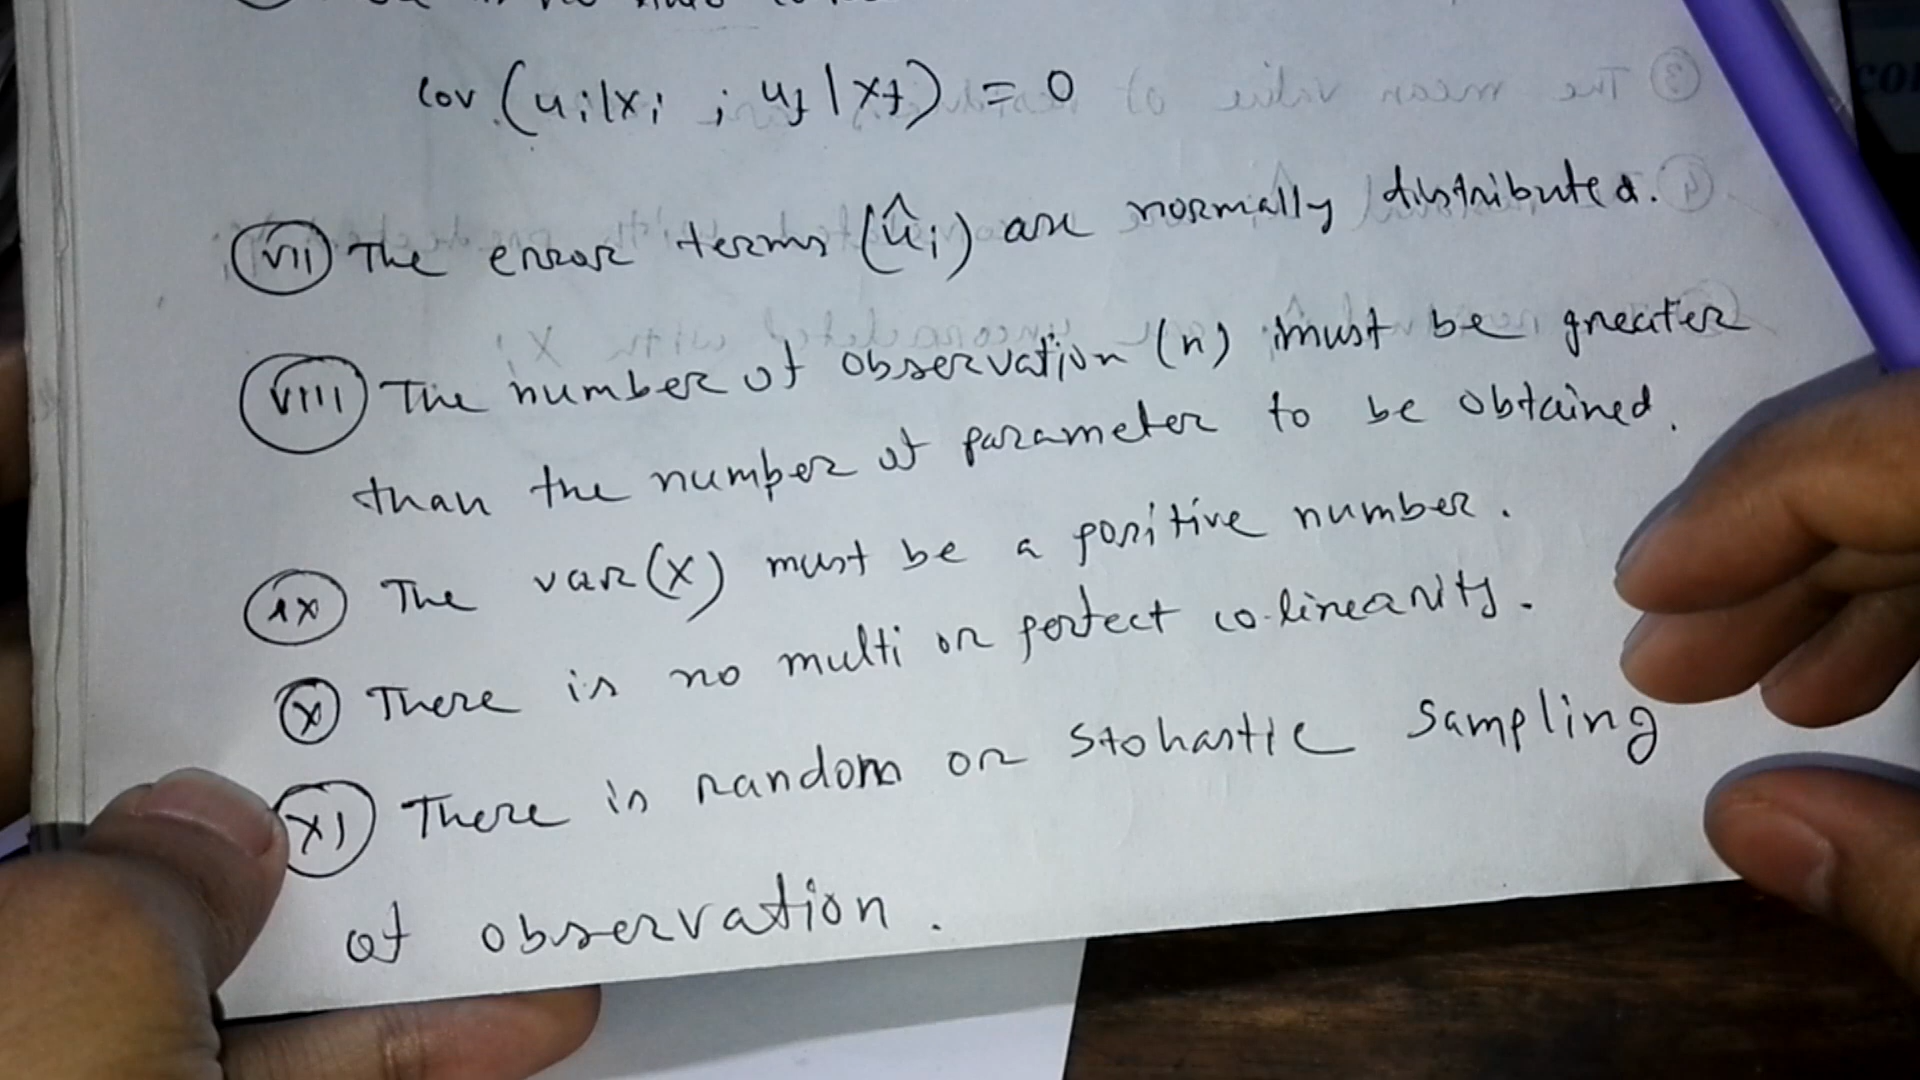 cov (ui|xi ; uj|xj) = 0
(vii) The error terms (ûi) are normally distributed.
(viii) The number of observation (n) must be greater
than the number of parameter to be obtained.
(ix) The var(x) must be a positive number.
(x) There is no multi or perfect co-linearity.
(xi) There is random or stohastic sampling
of observation.